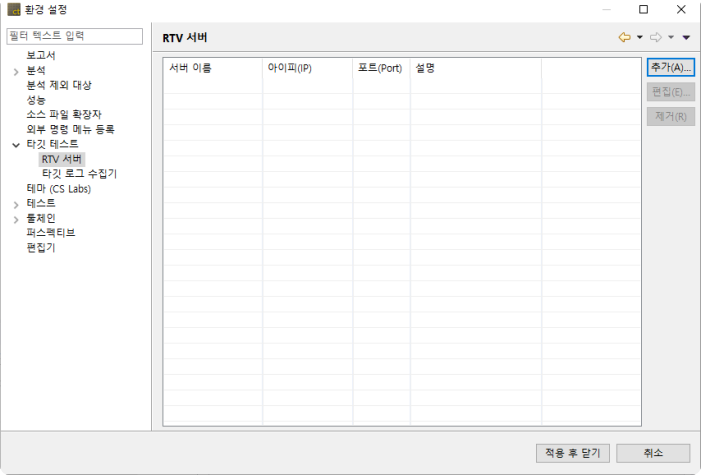 환경 설정
필터 텍스트 입력
보고서
분석
분석 제외 대상
성능
소스 파일 확장자
외부 명령 메뉴 등록
타깃 테스트
RTV 서버
타깃 로그 수집기
테마 (CS Labs)
테스트
툴체인
퍼스펙티브
편집기
RTV 서버
서버 이름 아이피(IP) 포트(Port) 설명
추가(A)...
편집(E)...
제거(R)
적용 후 닫기 취소